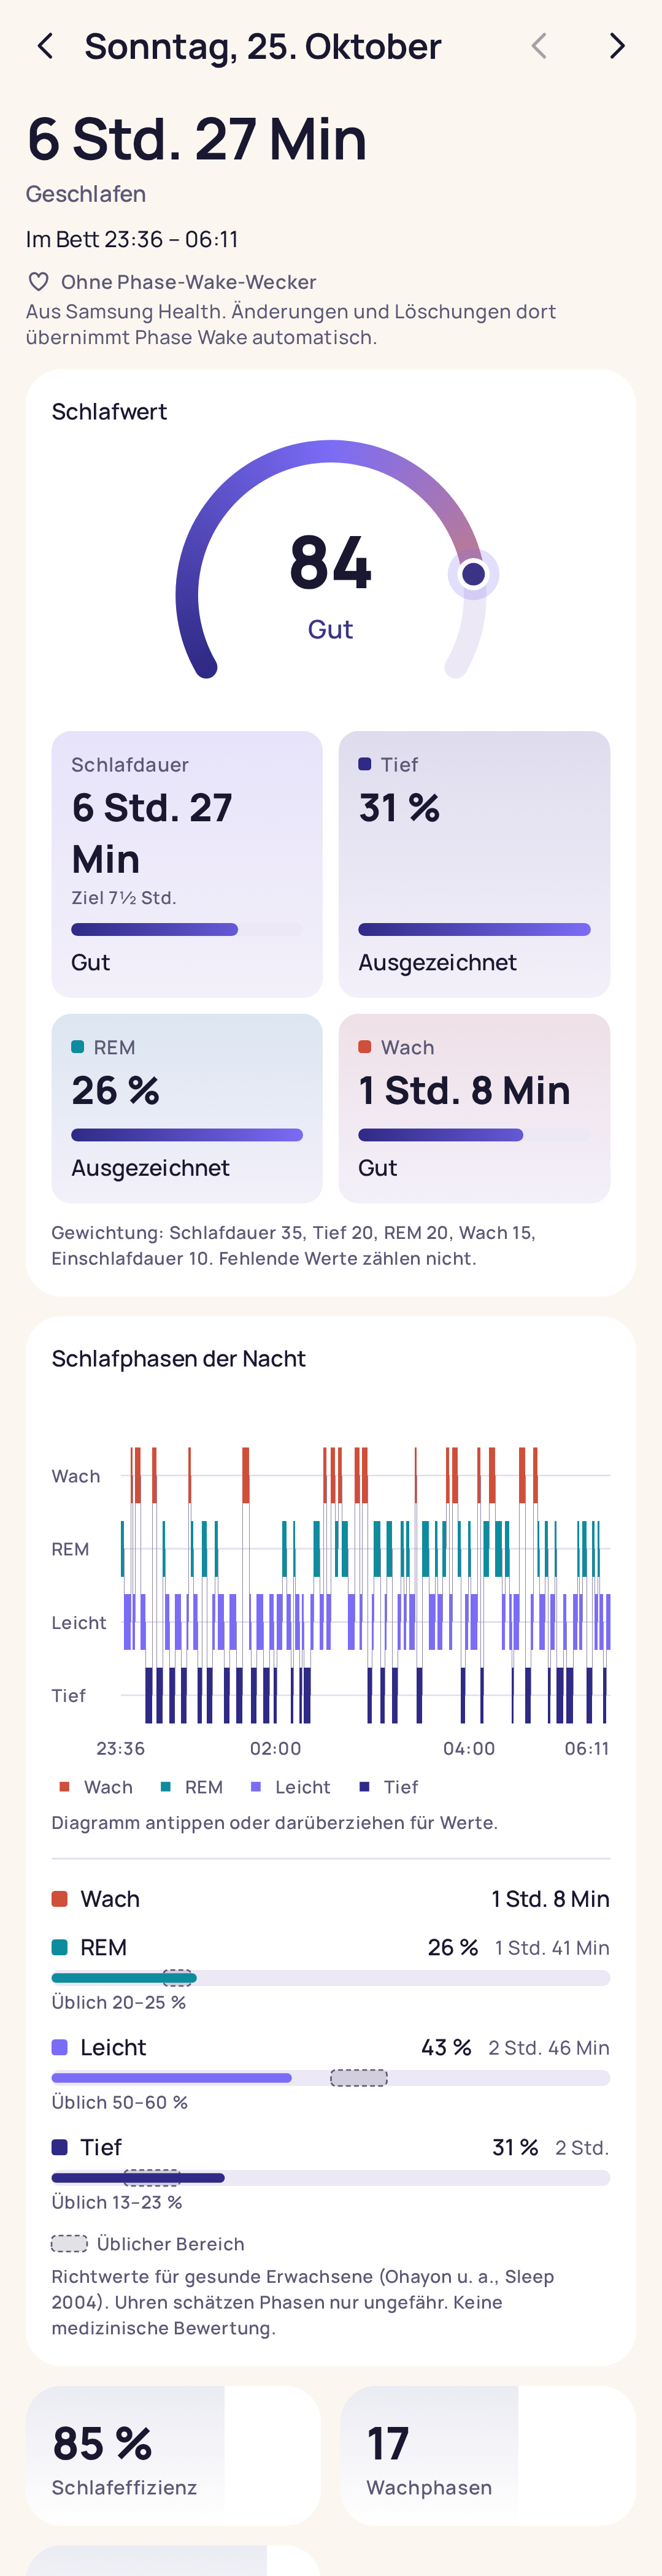 Sonntag, 25. Oktober
6 Std. 27 Min
Geschlafen
Im Bett 23:36 – 06:11
Ohne Phase-Wake-Wecker
Aus Samsung Health. Änderungen und Löschungen dort
übernimmt Phase Wake automatisch.
Schlafwert
84
Gut
Schlafdauer
6 Std. 27
Min
Ziel 7½ Std.
Gut
Tief
31 %
Ausgezeichnet
REM
26 %
Ausgezeichnet
Wach
1 Std. 8 Min
Gut
Gewichtung: Schlafdauer 35, Tief 20, REM 20, Wach 15,
Einschlafdauer 10. Fehlende Werte zählen nicht.
Schlafphasen der Nacht
Wach
REM
Leicht
Tief
23:36 02:00 04:00 06:11
Wach REM Leicht Tief
Diagramm antippen oder darüberziehen für Werte.
Wach 1 Std. 8 Min
REM 26 % 1 Std. 41 Min
Üblich 20–25 %
Leicht 43 % 2 Std. 46 Min
Üblich 50–60 %
Tief 31 % 2 Std.
Üblich 13–23 %
Üblicher Bereich
Richtwerte für gesunde Erwachsene (Ohayon u. a., Sleep
2004). Uhren schätzen Phasen nur ungefähr. Keine
medizinische Bewertung.
85 %
Schlafeffizienz
17
Wachphasen